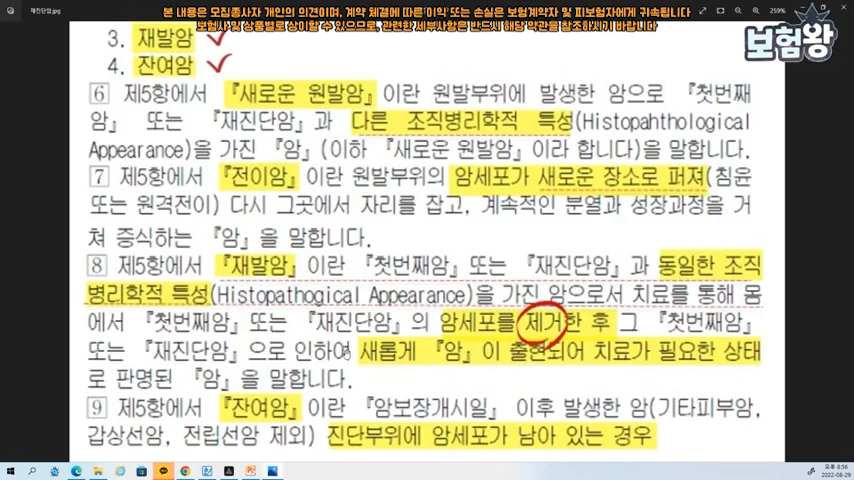 본 내용은 모집종사자 개인의 의견이며, 계약 체결에 따른 이익 또는 손실은 보험계약자 및 피보험자에게 귀속됩니다
보험사 및 상품별로 상이할 수 있으므로, 관련한 세부사항은 반드시 해당 약관을 참조하시기 바랍니다
재진단암.jpg
259%
보험왕
3. 재발암
4. 잔여암
6 제5항에서 『새로운 원발암』이란 원발부위에 발생한 암으로 『첫번째
암』 또는 『재진단암』과 다른 조직병리학적 특성(Histopahthological
Appearance)을 가진 『암』(이하 『새로운 원발암』이라 합니다)을 말합니다.
7 제5항에서 『전이암』이란 원발부위의 암세포가 새로운 장소로 퍼져(침윤
또는 원격전이) 다시 그곳에서 자리를 잡고, 계속적인 분열과 성장과정을 거
쳐 증식하는 『암』을 말합니다.
8 제5항에서 『재발암』이란 『첫번째암』 또는 『재진단암』과 동일한 조직
병리학적 특성(Histopathogical Appearance)을 가진 암으로서 치료를 통해 몸
에서 『첫번째암』 또는 『재진단암』의 암세포를 제거한 후 그 『첫번째암』
또는 『재진단암』으로 인하여 새롭게 『암』이 출현되어 치료가 필요한 상태
로 판명된 『암』을 말합니다.
9 제5항에서 『잔여암』이란 『암보장개시일』 이후 발생한 암(기타피부암,
갑상선암, 전립선암 제외) 진단부위에 암세포가 남아 있는 경우
오후 8:56
2022-08-29